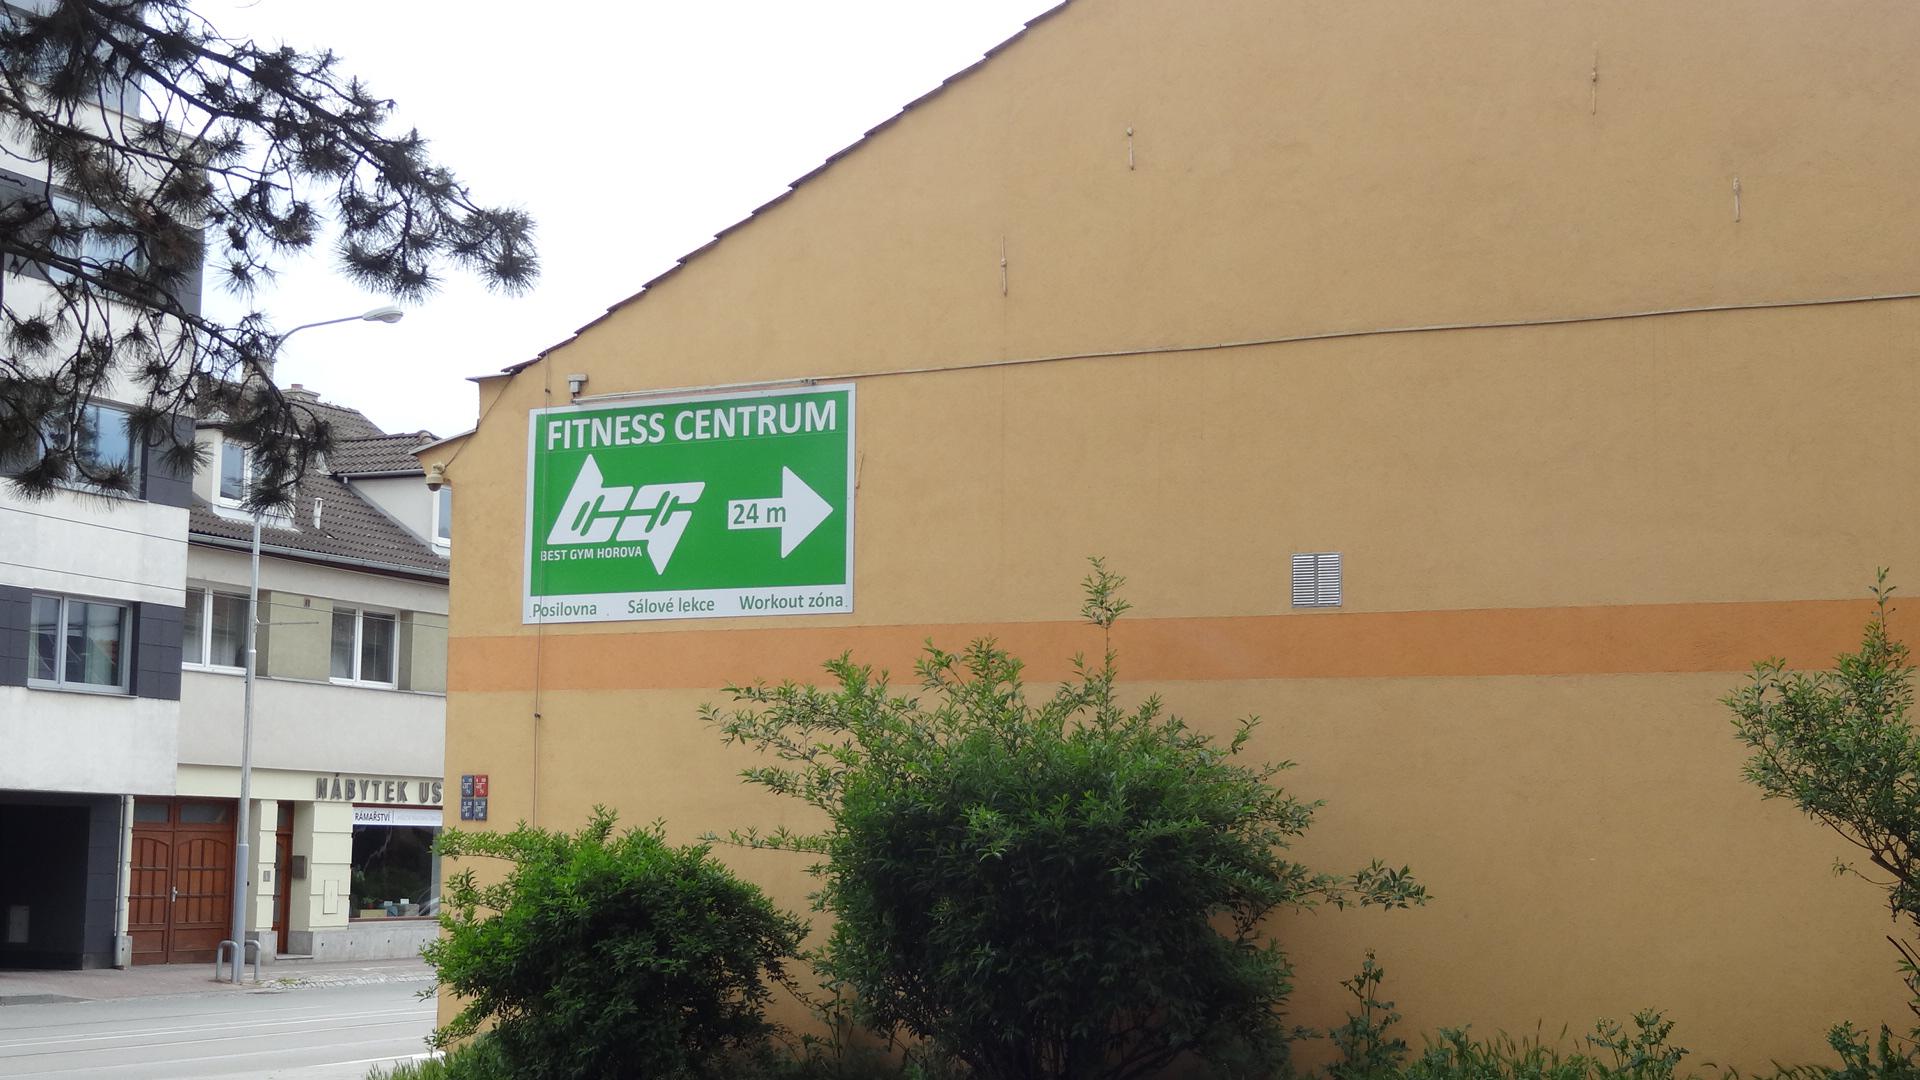 FITNESS CENTRUM
24 m
BEST GYM HOROVA
Posilovna Sálové lekce Workout zóna
NÁBYTEK US
RÁMAŘSTVÍ